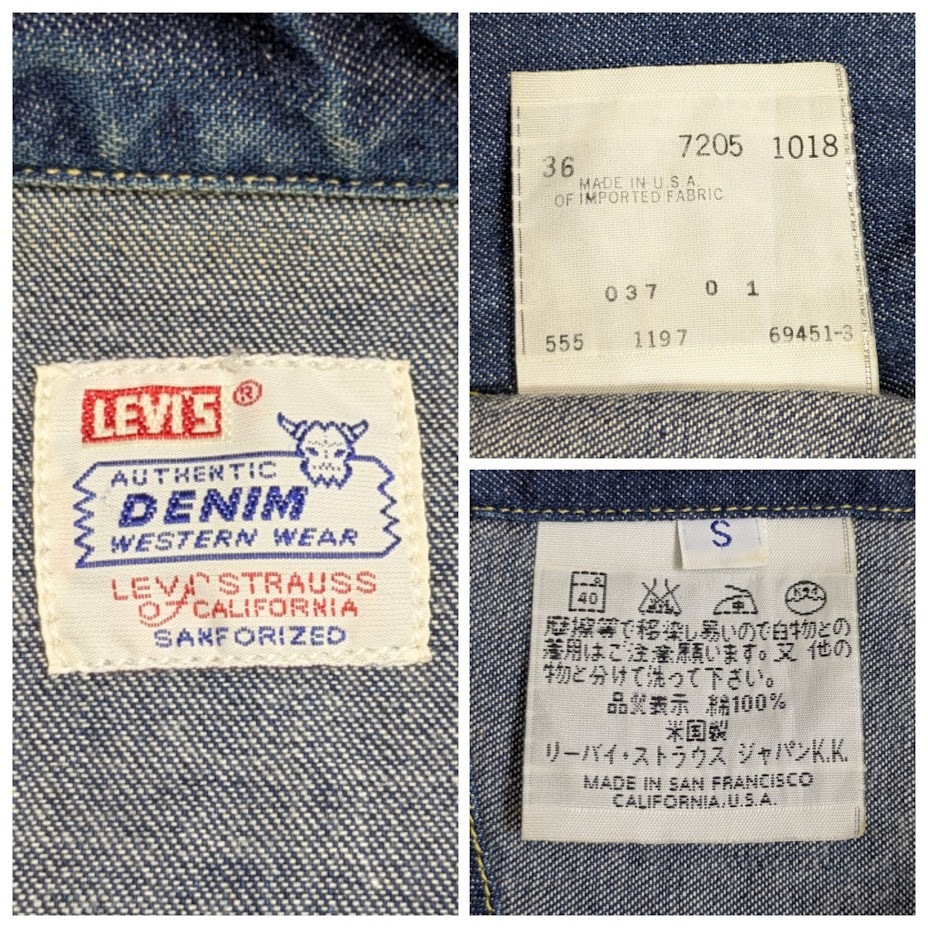 LEVI'S ®
AUTHENTIC
DENIM
WESTERN WEAR
LEVI STRAUSS
OF CALIFORNIA
SANFORIZED
36 7205 1018
MADE IN U.S.A.
OF IMPORTED FABRIC
037 0 1
555 1197 69451-3
S
40
摩擦等で移染し易いので白物との
着用はご注意願います。又 他の
物と分けて洗って下さい。
品質表示 綿100%
米国製
リーバイ・ストラウス ジャパンK.K.
MADE IN SAN FRANCISCO
CALIFORNIA.U.S.A.